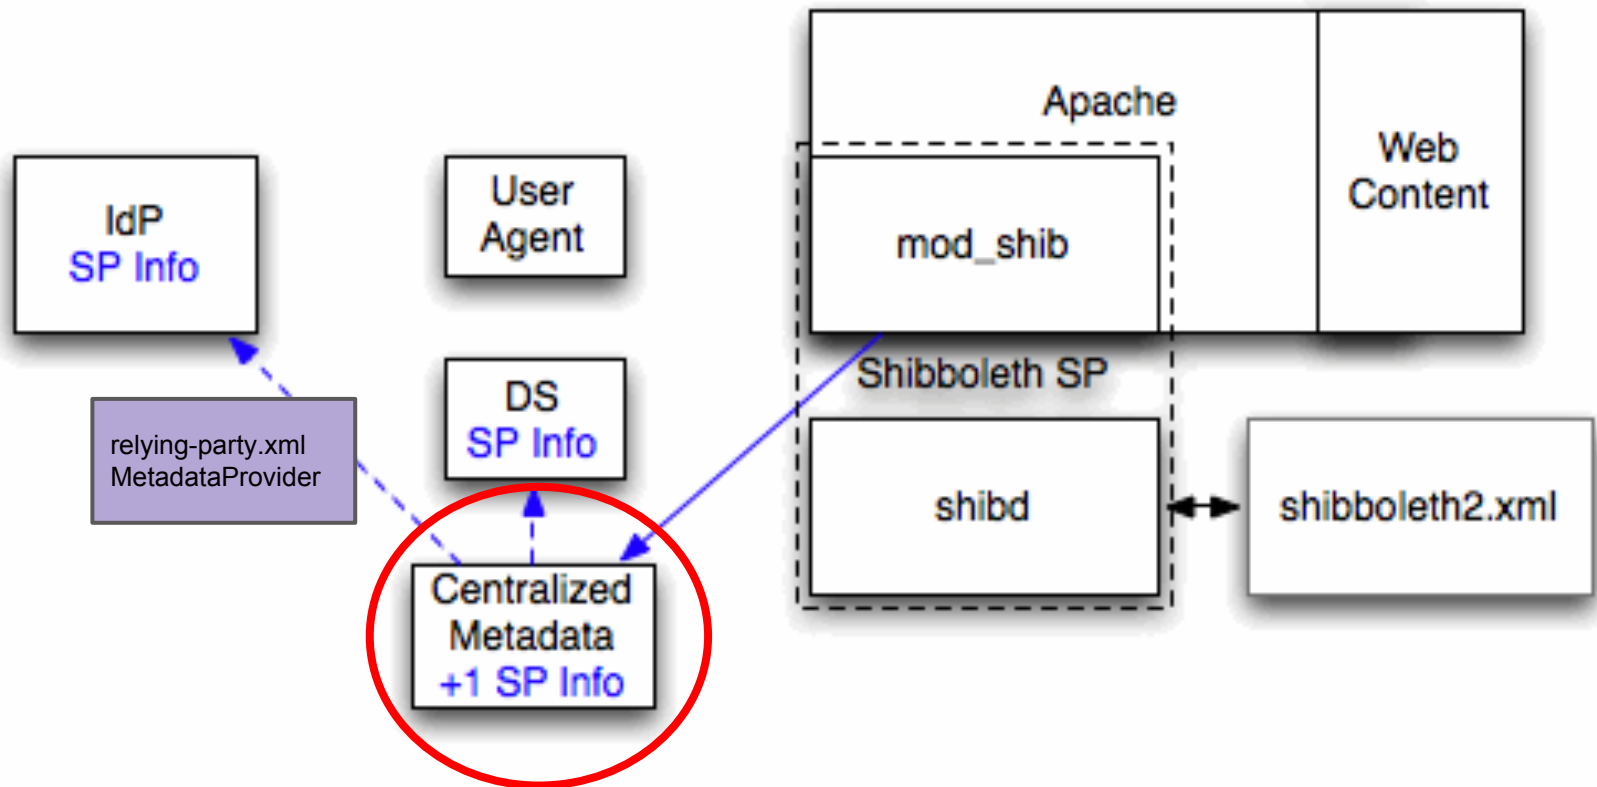 Apache
Web
Content
User
Agent
IdP
SP Info
mod_shib
Shibboleth SP
DS
SP Info
relying-party.xml
MetadataProvider
shibd
shibboleth2.xml
Centralized
Metadata
+1 SP Info